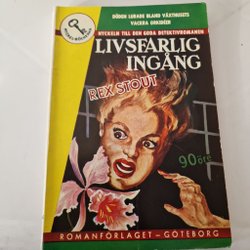 DÖDEN LURADE BLAND VÄXTHUSETS
VACKRA ORKIDÉER
NYCKELN TILL DEN GODA DETEKTIVROMANEN
LIVSFARLIG
INGÅNG
REX STOUT
90 öre
ROMANFÖRLAGET - GÖTEBORG